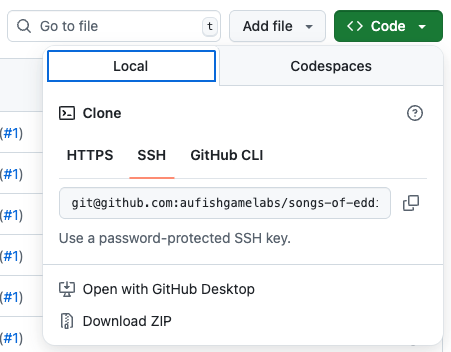 Go to file t Add file Code
Local Codespaces
Clone
(#1)
HTTPS SSH GitHub CLI
(#1)
git@github.com:aufishgamelabs/songs-of-edd
(#1)
Use a password-protected SSH key.
(#1)
Open with GitHub Desktop
(#1)
Download ZIP
(#1)